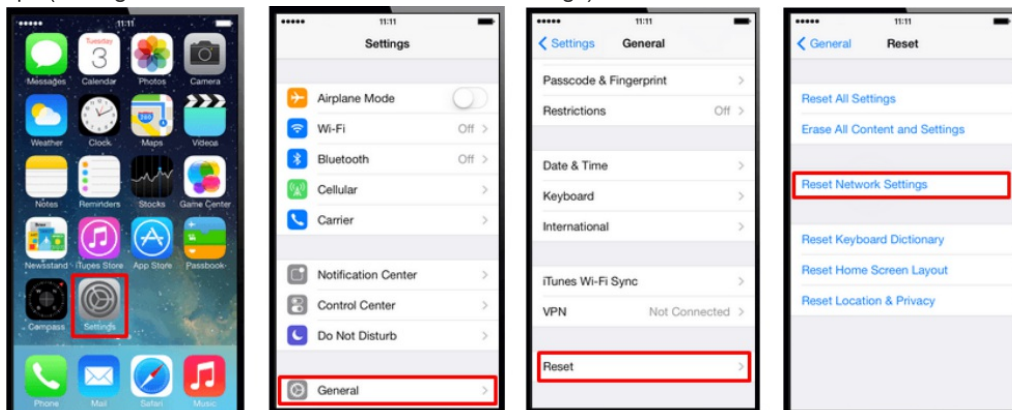 11:11
Tuesday
3
Messages Calendar Photos Camera
280
Weather Clock Maps Videos
Notes Reminders Stocks Game Center
Newsstand iTunes Store App Store Passbook
Compass Settings
Phone Mail Safari Music
11:11
Settings
Airplane Mode
Wi-Fi Off
Bluetooth Off
Cellular
Carrier
Notification Center
Control Center
Do Not Disturb
General
11:11
Settings General
Passcode & Fingerprint
Restrictions Off
Date & Time
Keyboard
International
iTunes Wi-Fi Sync
VPN Not Connected
Reset
11:11
General Reset
Reset All Settings
Erase All Content and Settings
Reset Network Settings
Reset Keyboard Dictionary
Reset Home Screen Layout
Reset Location & Privacy